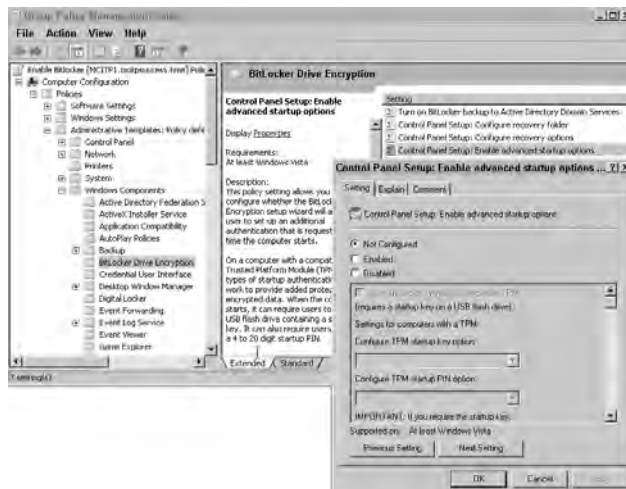 Group Policy Management Editor
File Action View Help
Enable Bitlocker [MCITP1.
Computer Configuration
Policies
Software Settings
Windows Settings
Administrative Templates: Policy defi
Control Panel
Network
Printers
System
Windows Components
Active Directory Federation S
ActiveX Installer Service
Application Compatibility
AutoPlay Policies
Backup
BitLocker Drive Encryption
Credential User Interface
Desktop Window Manager
Digital Locker
Event Forwarding
Event Log Service
Event Viewer
Game Explorer
BitLocker Drive Encryption
Control Panel Setup: Enable
advanced startup options
Display Properties
Requirements:
At least Windows Vista
Description:
This policy setting allows you
configure whether the BitLock
Encryption setup wizard will a
user to set up an additional
authentication that is request
time the computer starts.
On a computer with a compat
Trusted Platform Module (TPM
types of startup authenticati
work to provide added protec
encrypted data. When the co
starts, it can require users to
USB flash drive containing a s
key. It can also require users
a 4 to 20 digit startup PIN.
Extended Standard
Setting
Turn on BitLocker backup to Active Directory Domain Services
Control Panel Setup: Configure recovery folder
Control Panel Setup: Configure recovery options
Control Panel Setup: Enable advanced startup options
7 setting(s)
Control Panel Setup: Enable advanced startup options ... ? X
Setting Explain Comment
Control Panel Setup: Enable advanced startup options
Not Configured
Enabled
Disabled
(requires a startup key on a USB flash drive)
Settings for computers with a TPM:
Configure TPM startup key option:
Configure TPM startup PIN option:
IMPORTANT: If you require the startup key,
Supported on: At least Windows Vista
Previous Setting Next Setting
OK Cancel